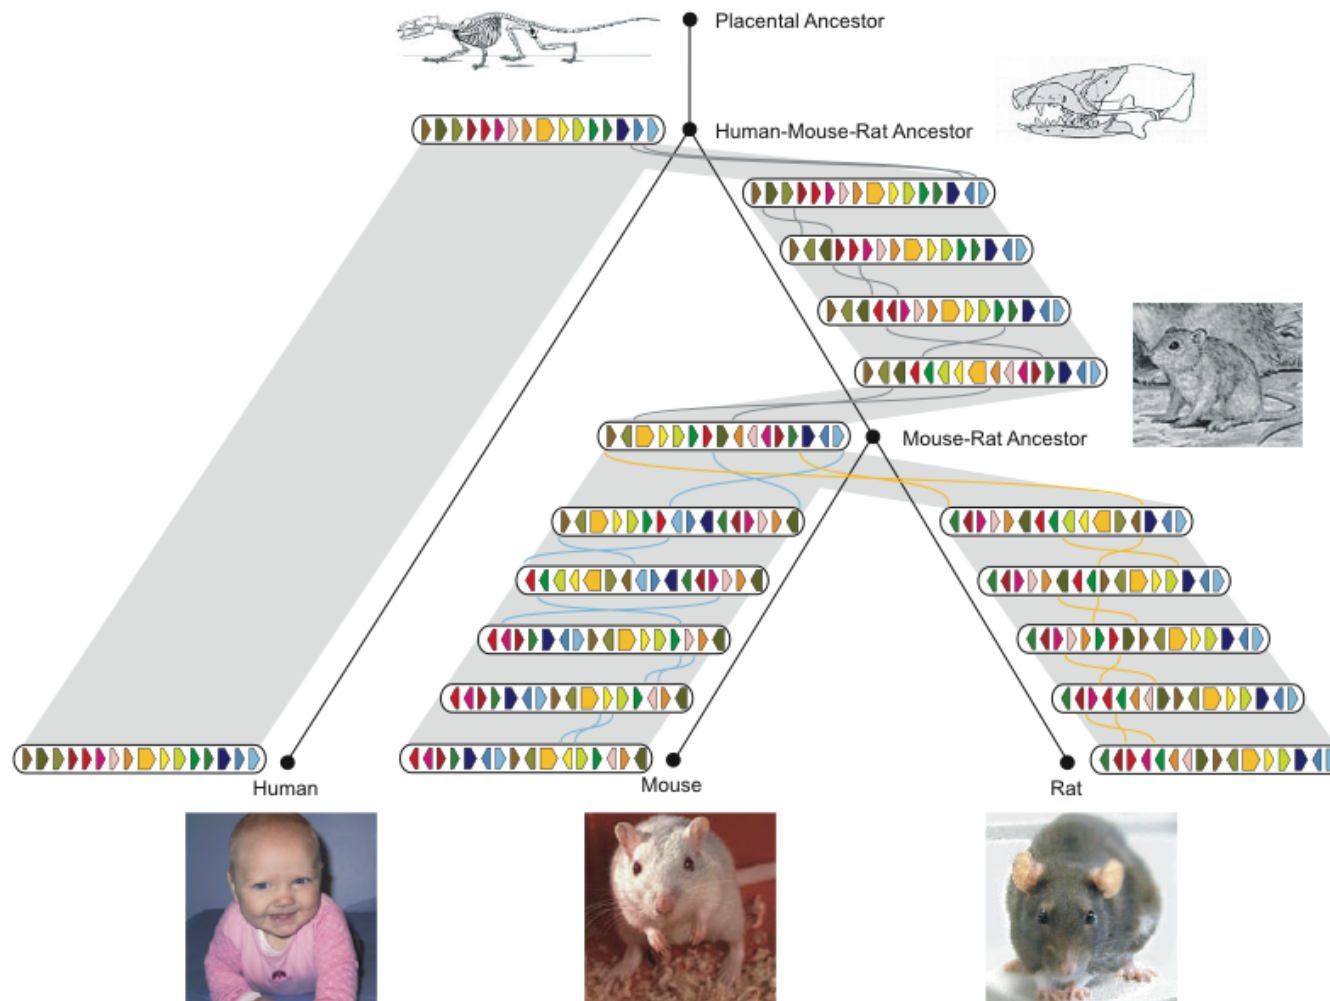 Placental Ancestor
Human-Mouse-Rat Ancestor
Mouse-Rat Ancestor
Human
Mouse
Rat